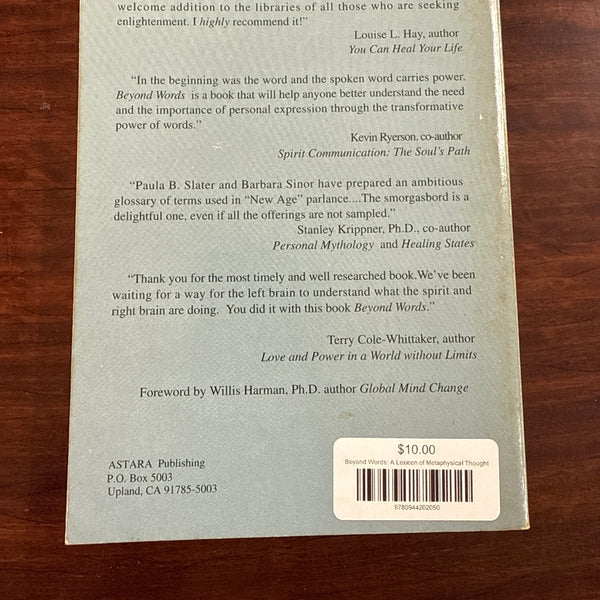 welcome addition to the libraries of all those who are seeking
enlightenment. I highly recommend it!"
Louise L. Hay, author
You Can Heal Your Life
"In the beginning was the word and the spoken word carries power.
Beyond Words is a book that will help anyone better understand the need
and the importance of personal expression through the transformative
power of words."
Kevin Ryerson. co-author
Spirit Communication: The Soul's Path
"Paula B. Slater and Barbara Sinor have prepared an ambitious
glossary of terms used in "New Age" parlance....The smorgasbord is a
delightful one, even if all the offerings are not sampled."
Stanley Krippner, Ph.D., co-author
Personal Mythology and Healing States
"Thank you for the most timely and well researched book.We've been
waiting for a way for the left brain to understand what the spirit and
right brain are doing. You did it with this book Beyond Words."
Terry Cole-Whittaker, author
Love and Power in a World without Limits
Foreword by Willis Harman, Ph.D. author Global Mind Change
ASTARA Publishing
P.O. Box 5003
Upland, CA 91785-5003
$10.00
Beyond Words: A Lexicon of Metaphysical Thought
9780944202050